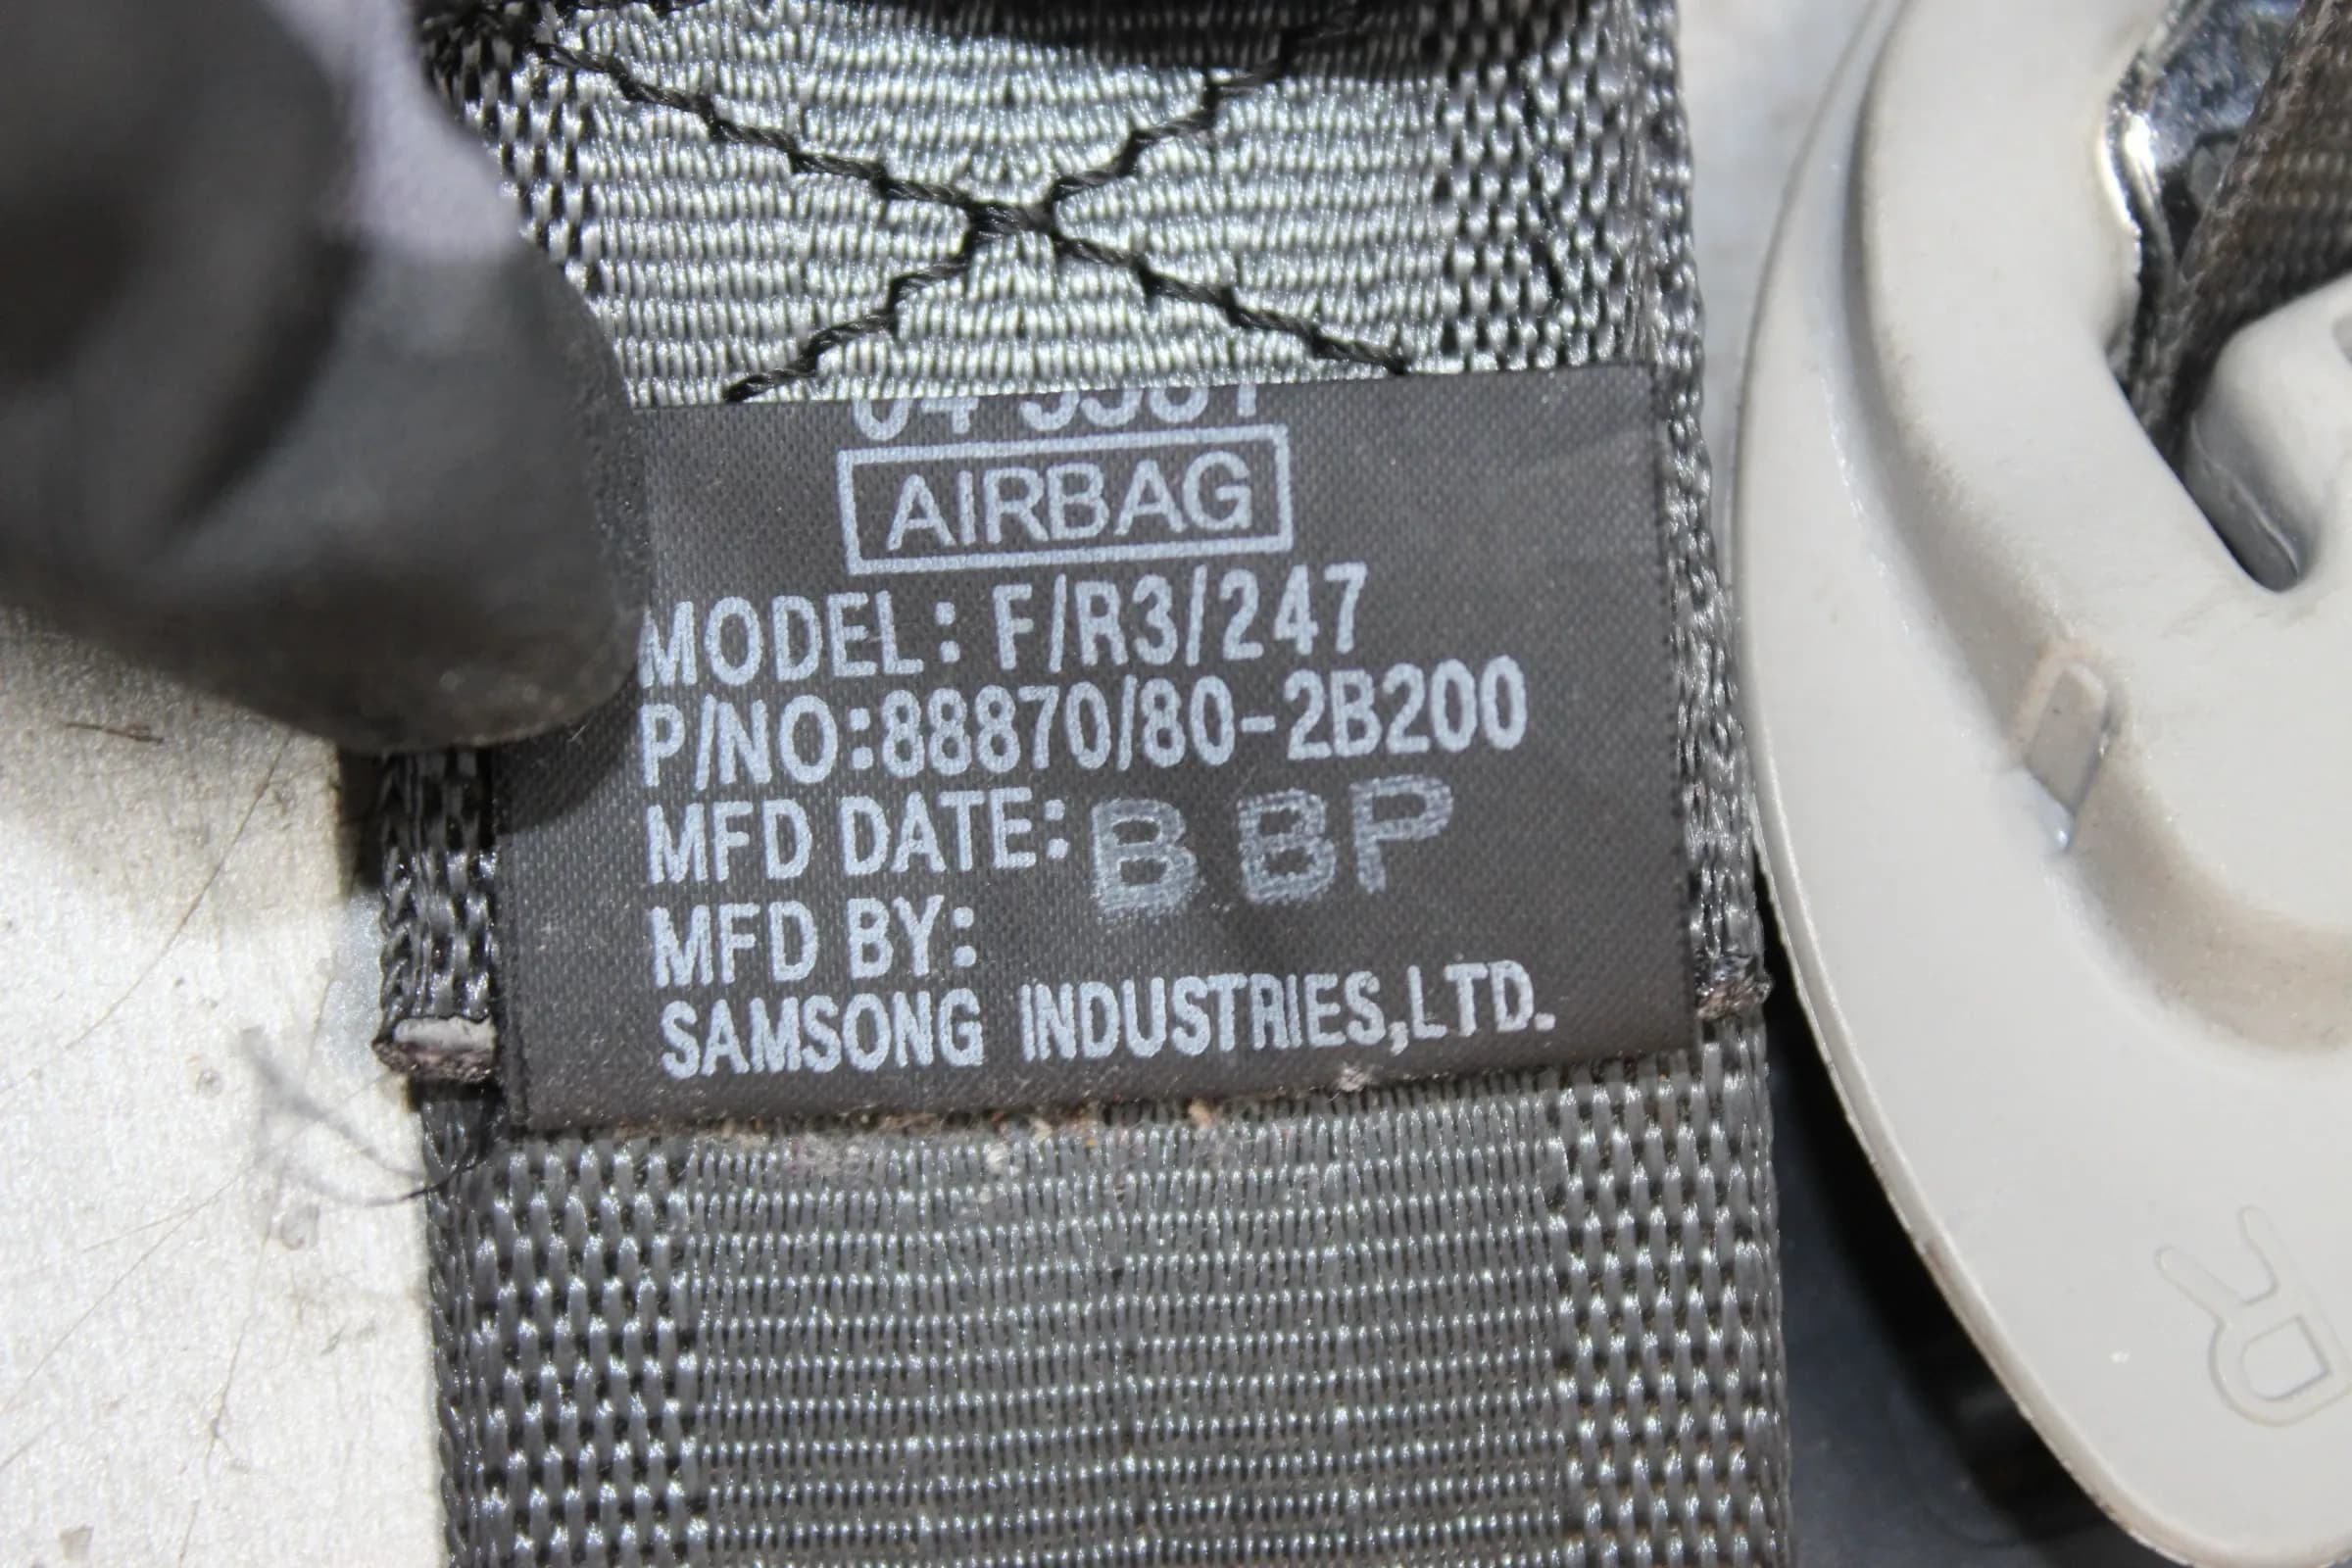 AIRBAG
MODEL: F/R3/247
P/NO:88870/80-2B200
MFD DATE: B BP
MFD BY:
SAMSONG INDUSTRIES,LTD.
R